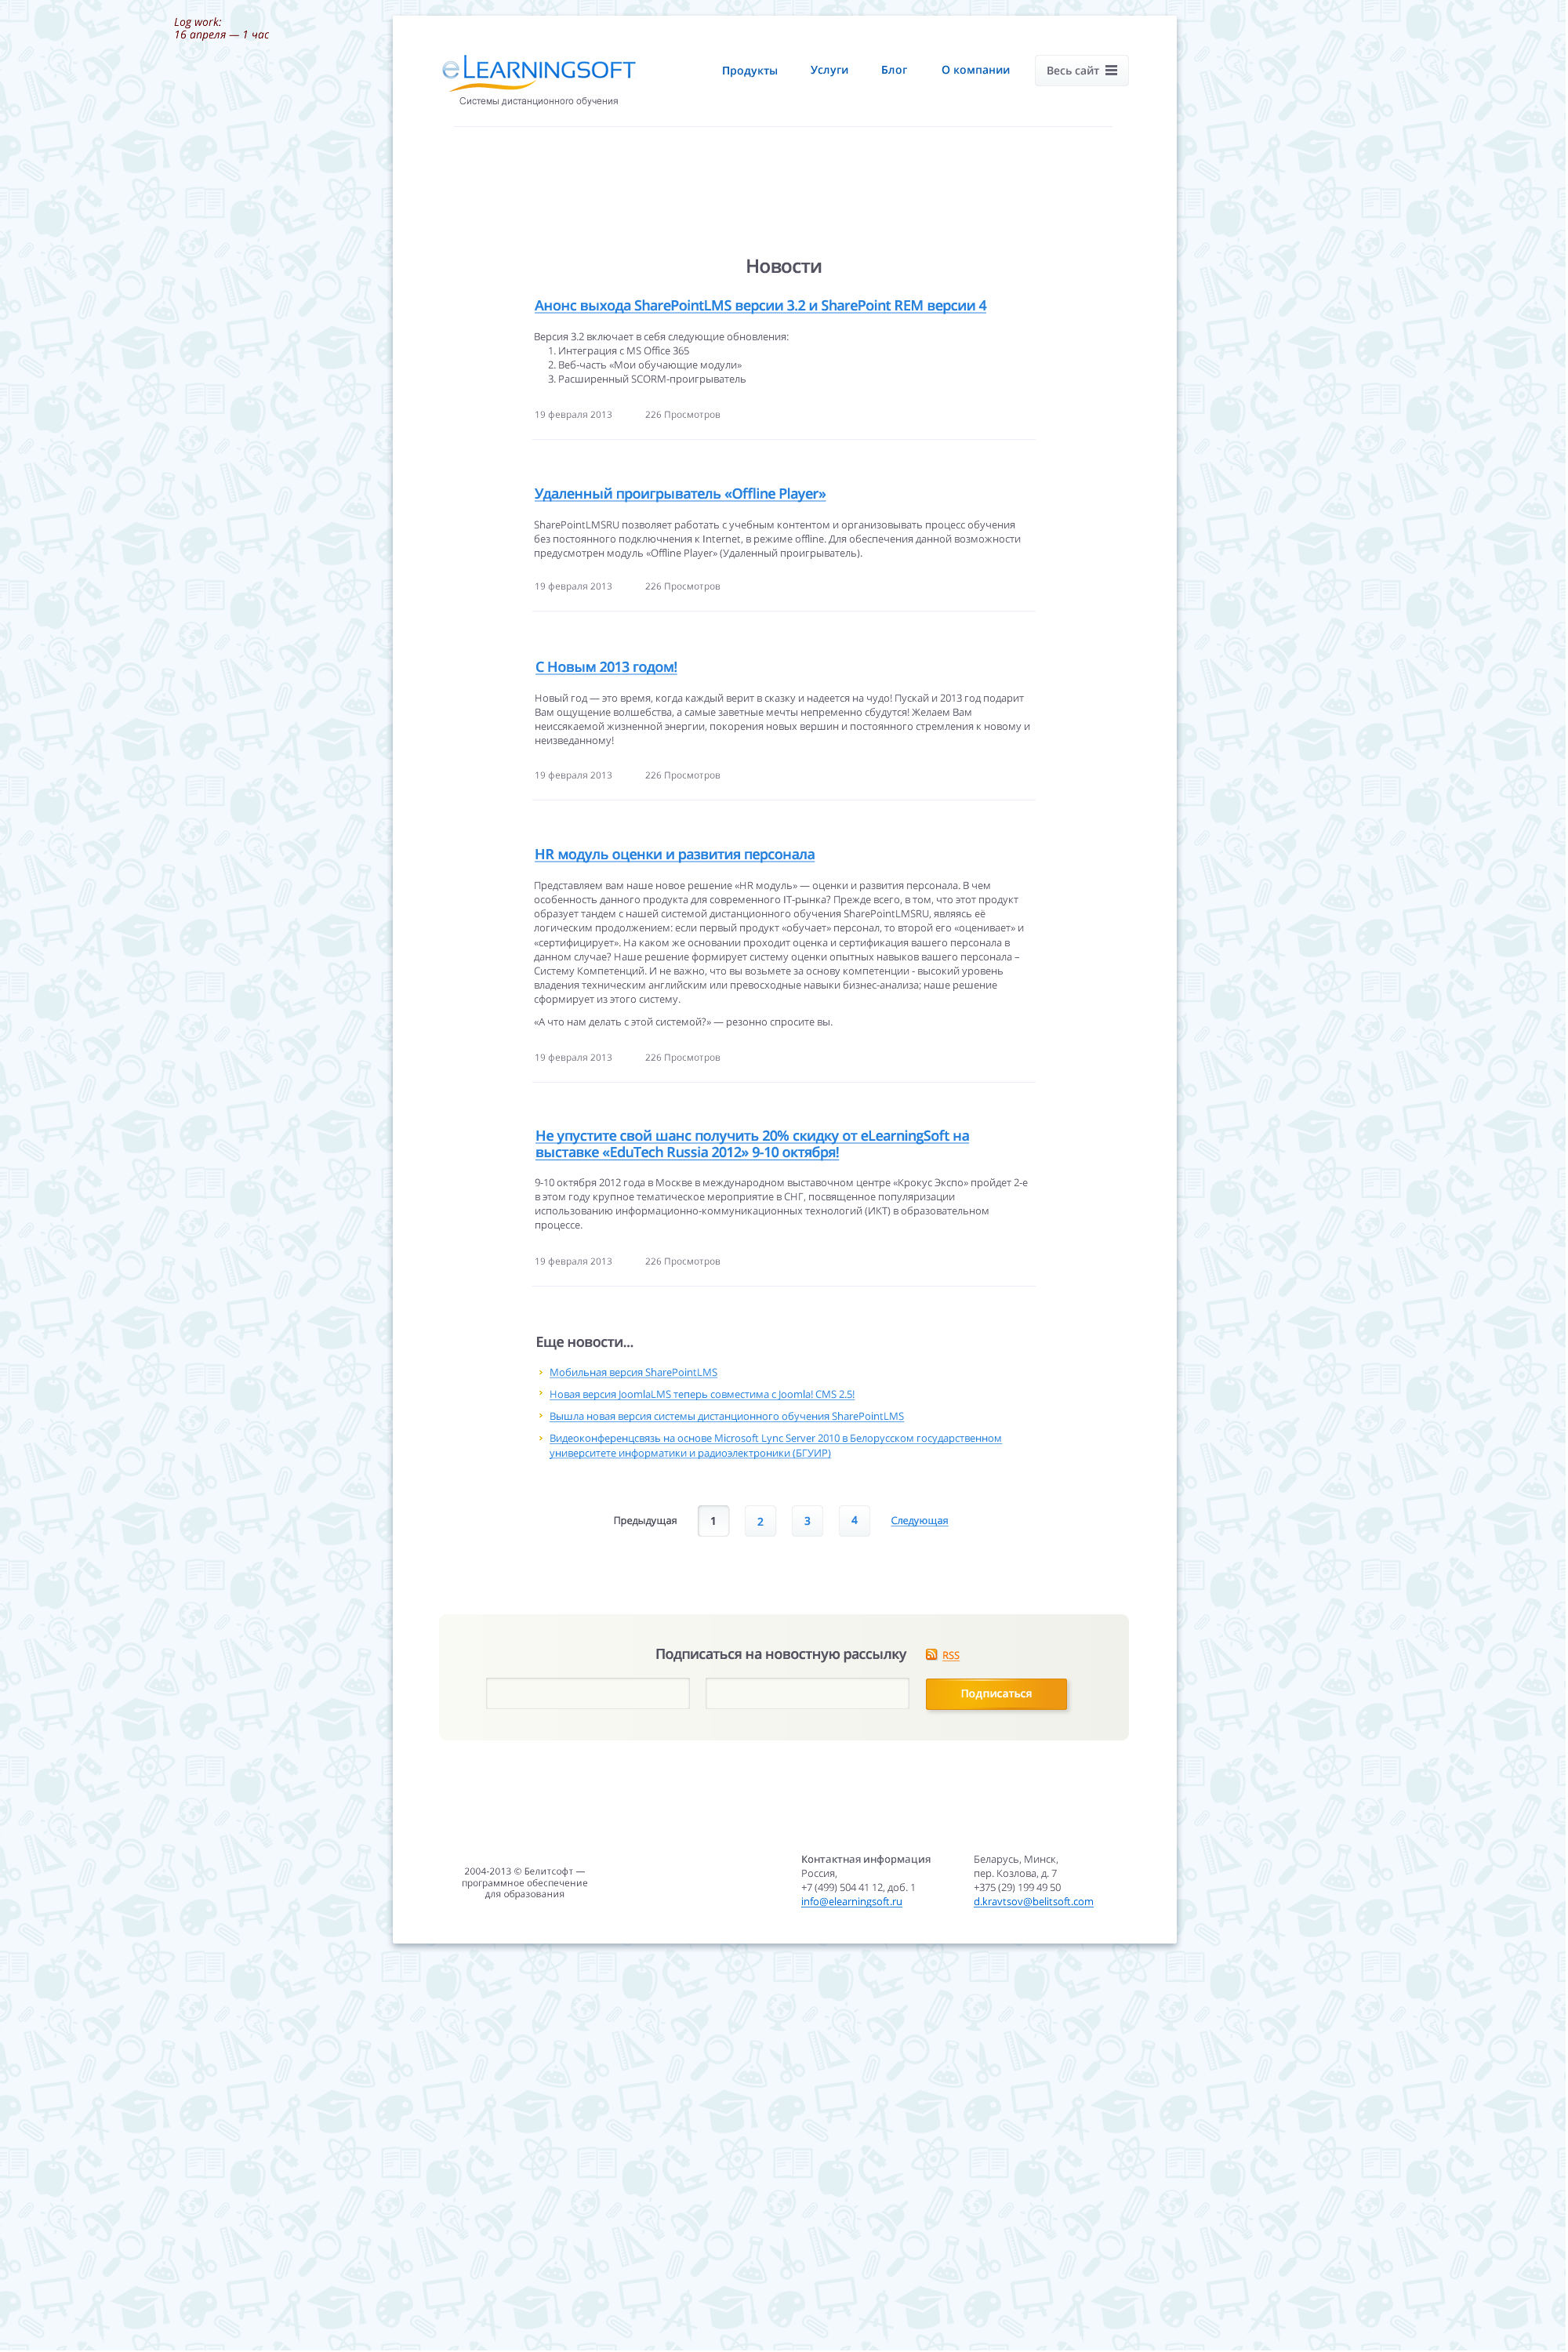 Log work:
16 апреля — 1 час
eLearningsoft
Системы дистанционного обучения
Продукты
Услуги
Блог
О компании
Весь сайт
Новости
Анонс выхода SharePointLMS версии 3.2 и SharePoint REM версии 4
Версия 3.2 включает в себя следующие обновления:
1. Интеграция с MS Office 365
2. Веб-часть «Мои обучающие модули»
3. Расширенный SCORM-проигрыватель
19 февраля 2013
226 Просмотров
Удаленный проигрыватель «Offline Player»
SharePointLMSRU позволяет работать с учебным контентом и организовывать процесс обучения
без постоянного подключнения к Internet, в режиме offline. Для обеспечения данной возможности
предусмотрен модуль «Offline Player» (Удаленный проигрыватель).
19 февраля 2013
226 Просмотров
С Новым 2013 годом!
Новый год — это время, когда каждый верит в сказку и надеется на чудо! Пускай и 2013 год подарит
Вам ощущение волшебства, а самые заветные мечты непременно сбудутся! Желаем Вам
неиссякаемой жизненной энергии, покорения новых вершин и постоянного стремления к новому и
неизведанному!
19 февраля 2013
226 Просмотров
HR модуль оценки и развития персонала
Представляем вам наше новое решение «HR модуль» — оценки и развития персонала. В чем
особенность данного продукта для современного IT-рынка? Прежде всего, в том, что этот продукт
образует тандем с нашей системой дистанционного обучения SharePointLMSRU, являясь её
логическим продолжением: если первый продукт «обучает» персонал, то второй его «оценивает» и
«сертифицирует». На каком же основании проходит оценка и сертификация вашего персонала в
данном случае? Наше решение формирует систему оценки опытных навыков вашего персонала –
Систему Компетенций. И не важно, что вы возьмете за основу компетенции - высокий уровень
владения техническим английским или превосходные навыки бизнес-анализа; наше решение
сформирует из этого систему.
«А что нам делать с этой системой?» — резонно спросите вы.
19 февраля 2013
226 Просмотров
Не упустите свой шанс получить 20% скидку от eLearningSoft на
выставке «EduTech Russia 2012» 9-10 октября!
9-10 октября 2012 года в Москве в международном выставочном центре «Крокус Экспо» пройдет 2-е
в этом году крупное тематическое мероприятие в СНГ, посвященное популяризации
использованию информационно-коммуникационных технологий (ИКТ) в образовательном
процессе.
19 февраля 2013
226 Просмотров
Еще новости...
Мобильная версия SharePointLMS
Новая версия JoomlaLMS теперь совместима с Joomla! CMS 2.5!
Вышла новая версия системы дистанционного обучения SharePointLMS
Видеоконференцсвязь на основе Microsoft Lync Server 2010 в Белорусском государственном
университете информатики и радиоэлектроники (БГУИР)
Предыдущая
1
2
3
4
Следующая
Подписаться на новостную рассылку
RSS
Подписаться
2004-2013 © Белитсофт —
программное обеспечение
для образования
Контактная информация
Россия,
+7 (499) 504 41 12, доб. 1
info@elearningsoft.ru
Беларусь, Минск,
пер. Козлова, д. 7
+375 (29) 199 49 50
d.kravtsov@belitsoft.com